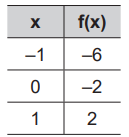 x f(x)
–1 –6
0 –2
1 2